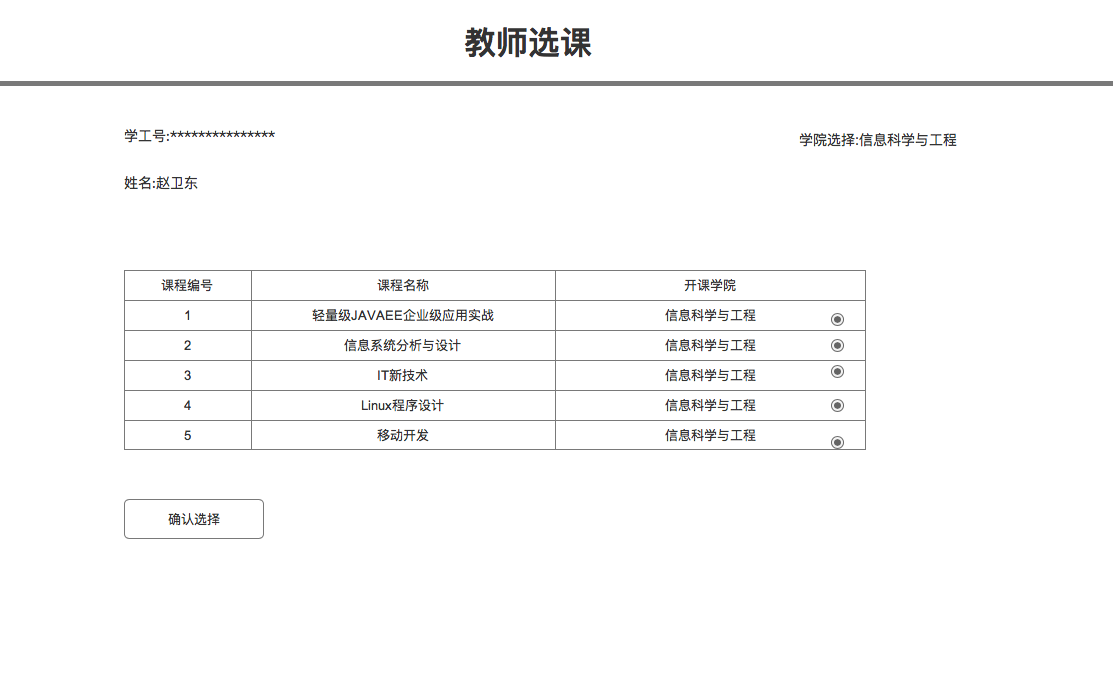 教师选课
学工号:***************
学院选择:信息科学与工程
姓名:赵卫东
课程编号 课程名称 开课学院
1 轻量级JAVAEE企业级应用实战 信息科学与工程
2 信息系统分析与设计 信息科学与工程
3 IT新技术 信息科学与工程
4 Linux程序设计 信息科学与工程
5 移动开发 信息科学与工程
确认选择